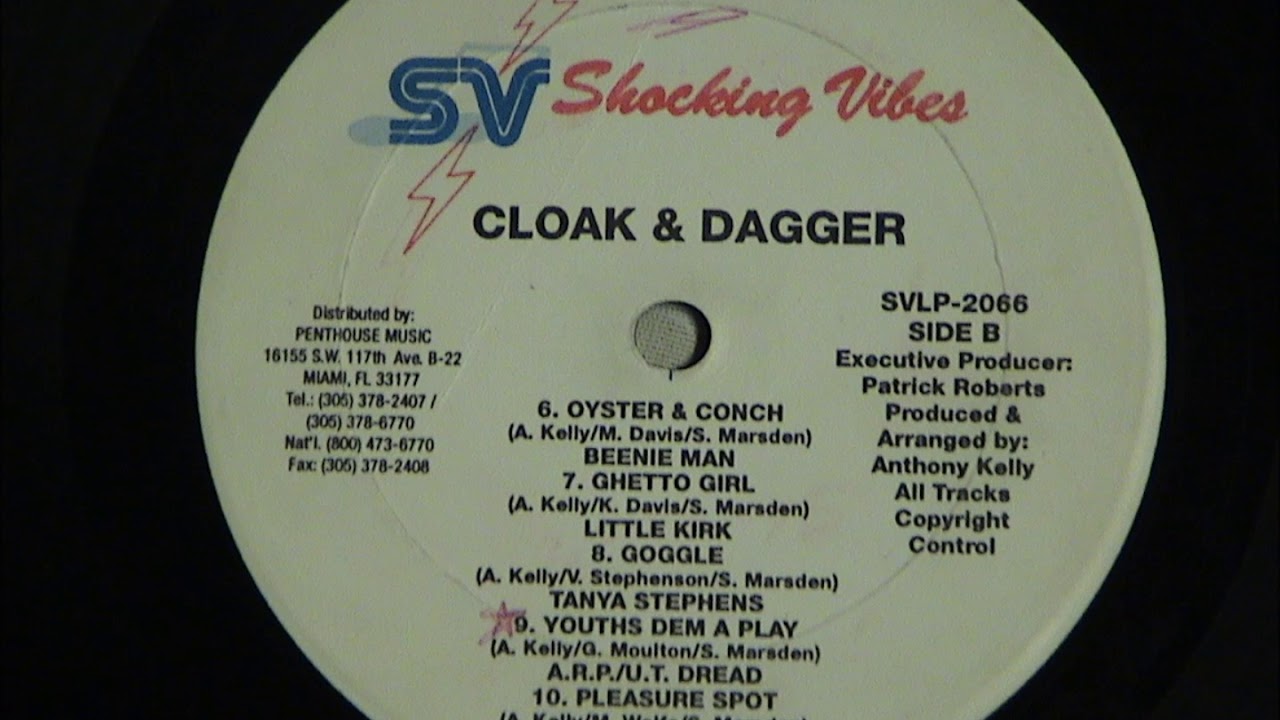 SV Shocking Vibes
CLOAK & DAGGER
Distributed by:
PENTHOUSE MUSIC
16155 S.W. 117th Ave. B-22
MIAMI, FL 33177
Tel.: (305) 378-2407 /
(305) 378-6770
Nat'l. (800) 473-6770
Fax: (305) 378-2408
SVLP-2066
SIDE B
Executive Producer:
Patrick Roberts
Produced &
Arranged by:
Anthony Kelly
All Tracks
Copyright
Control
6. OYSTER & CONCH
(A. Kelly/M. Davis/S. Marsden)
BEENIE MAN
7. GHETTO GIRL
(A. Kelly/K. Davis/S. Marsden)
LITTLE KIRK
8. GOGGLE
(A. Kelly/V. Stephenson/S. Marsden)
TANYA STEPHENS
9. YOUTHS DEM A PLAY
(A. Kelly/G. Moulton/S. Marsden)
A.R.P./U.T. DREAD
10. PLEASURE SPOT